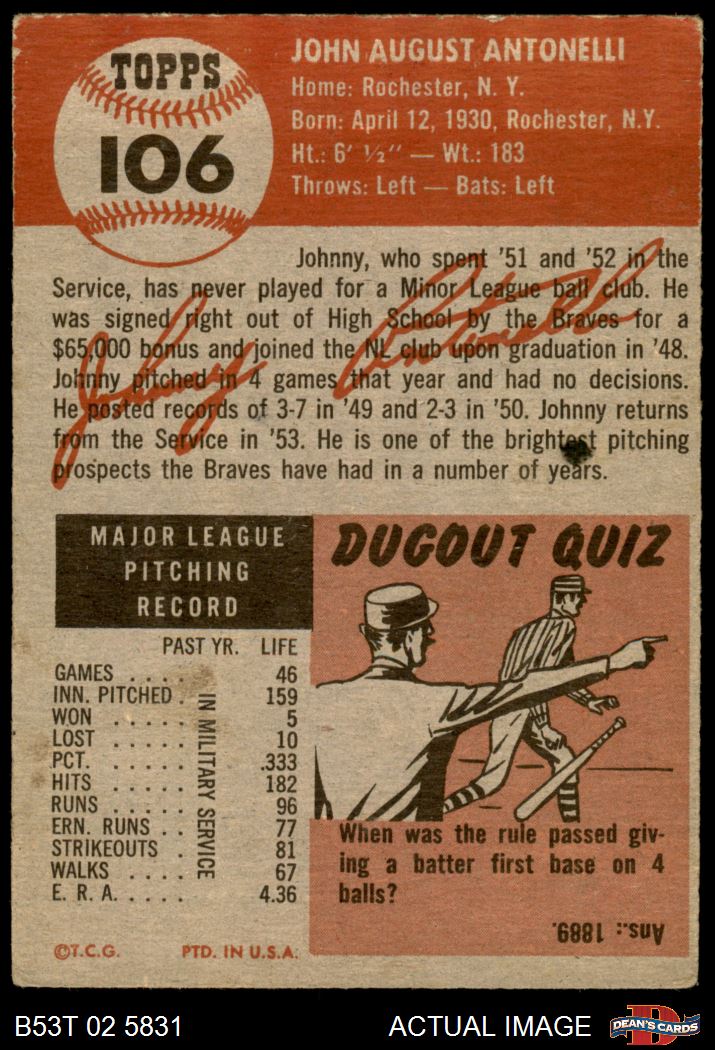 TOPPS
106
JOHN AUGUST ANTONELLI
Home: Rochester, N. Y.
Born: April 12, 1930, Rochester, N.Y.
Ht.: 6' ½" — Wt.: 183
Throws: Left — Bats: Left
Johnny, who spent '51 and '52 in the
Service, has never played for a Minor League ball club. He
was signed right out of High School by the Braves for a
$65,000 bonus and joined the NL club upon graduation in '48.
Johnny pitched in 4 games that year and had no decisions.
He posted records of 3-7 in '49 and 2-3 in '50. Johnny returns
from the Service in '53. He is one of the brightest pitching
prospects the Braves have had in a number of years.
Johnny Antonelli
MAJOR LEAGUE
PITCHING
RECORD
PAST YR. LIFE
GAMES . . . . 46
INN. PITCHED . 159
WON . . . . . 5
LOST . . . . . 10
PCT. . . . . . .333
HITS . . . . . 182
RUNS . . . . . 96
ERN. RUNS . . 77
STRIKEOUTS . 81
WALKS . . . . 67
E. R. A. . . . . 4.36
IN MILITARY SERVICE
©T.C.G. PTD. IN U.S.A.
DUGOUT QUIZ
When was the rule passed giv-
ing a batter first base on 4
balls?
Ans.: 1889.
B53T 02 5831 ACTUAL IMAGE
D
DEAN'S CARDS